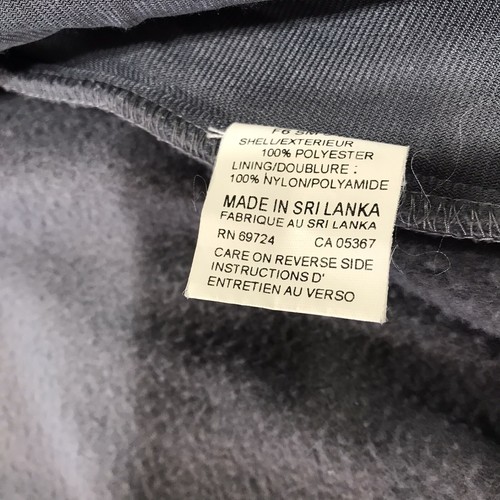 SHELL/EXTERIEUR
100% POLYESTER
LINING/DOUBLURE :
100% NYLON/POLYAMIDE
MADE IN SRI LANKA
FABRIQUE AU SRI LANKA
RN 69724 CA 05367
CARE ON REVERSE SIDE
INSTRUCTIONS D'
ENTRETIEN AU VERSO